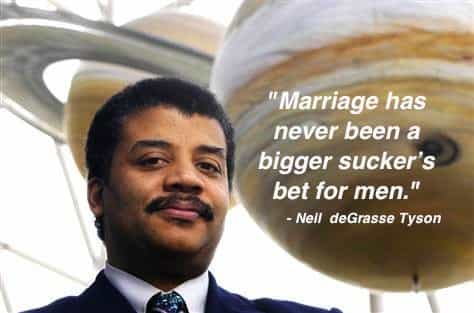 "Marriage has
never been a
bigger sucker's
bet for men."
- Neil deGrasse Tyson